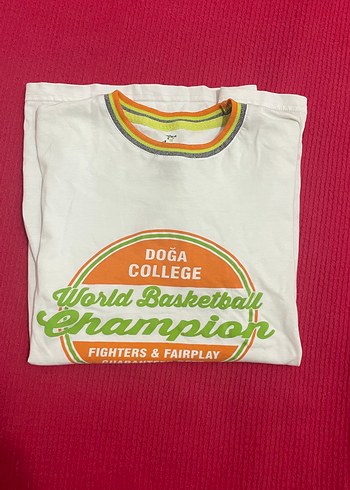 DOĞA
COLLEGE
World Basketball
Champion
FIGHTERS & FAIRPLAY